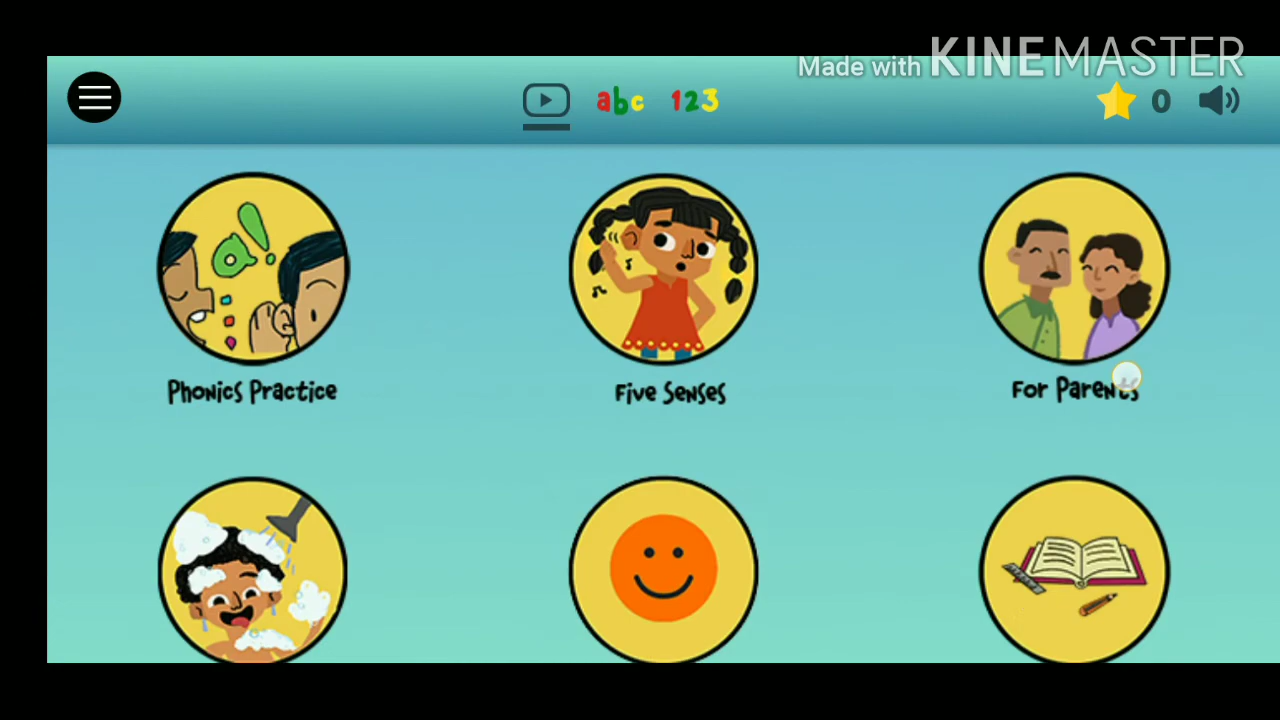 Made with KINEMASTER
abc 123 0
Phonics Practice
Five Senses
For Parents